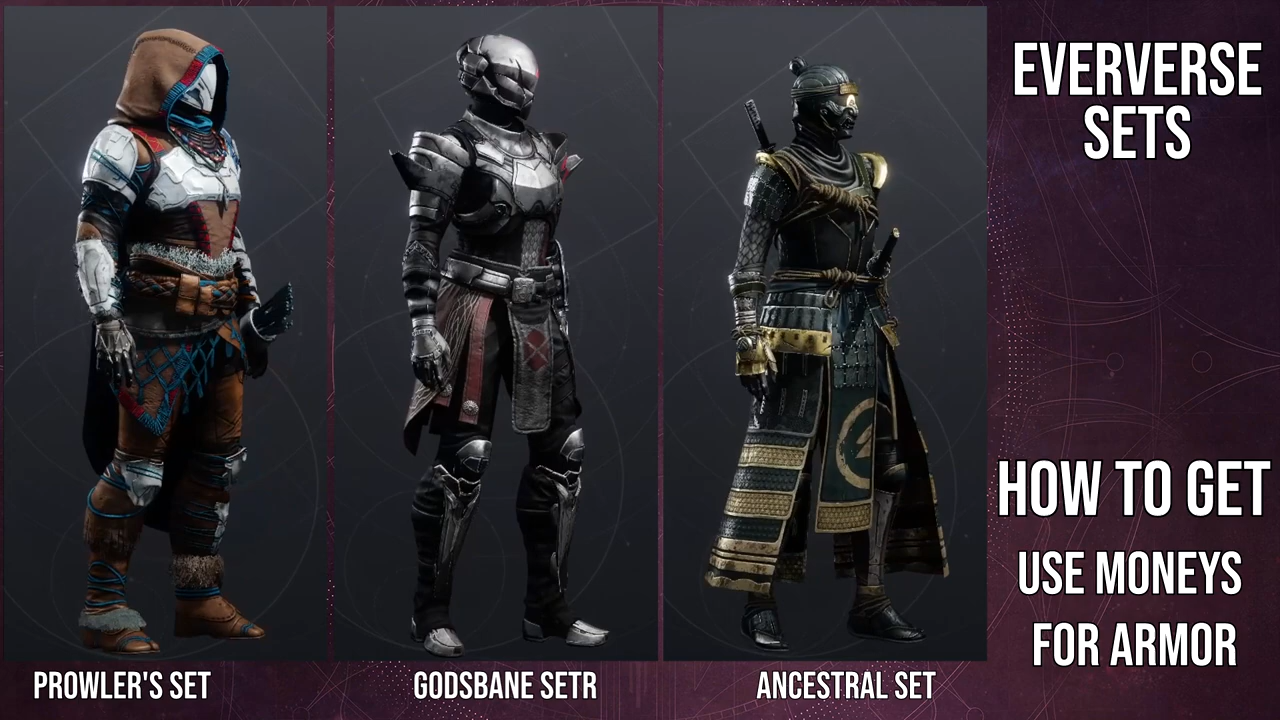 EVERVERSE
SETS
HOW TO GET
USE MONEYS
FOR ARMOR
PROWLER'S SET
GODSBANE SETR
ANCESTRAL SET